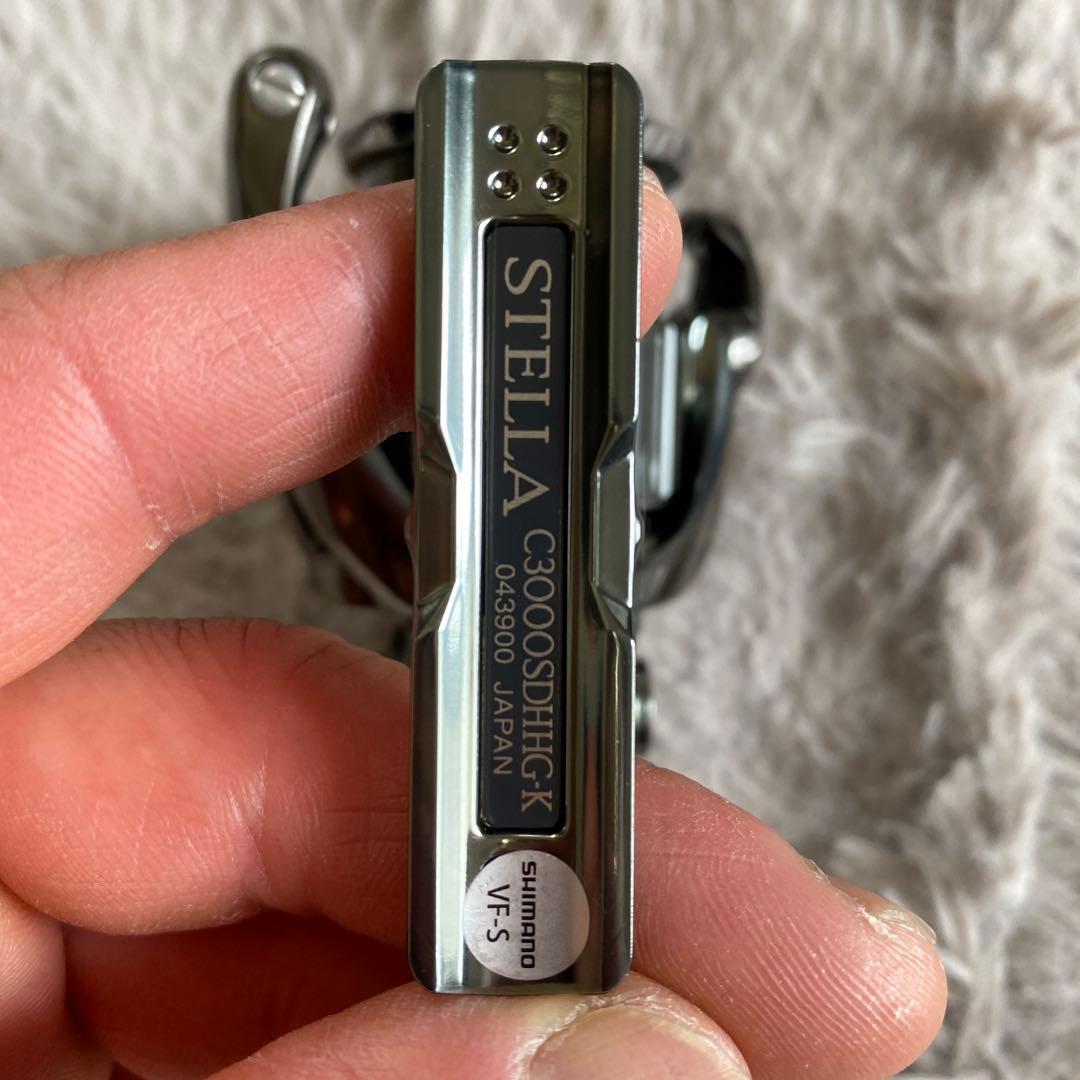 STELLA C3000SDHHG-K
043900 JAPAN
SHIMANO
VF-S